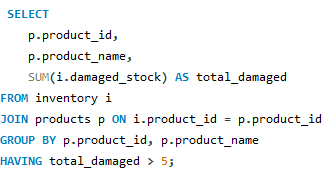 SELECT
    p.product_id,
    p.product_name,
    SUM(i.damaged_stock) AS total_damaged
FROM inventory i
JOIN products p ON i.product_id = p.product_id
GROUP BY p.product_id, p.product_name
HAVING total_damaged > 5;